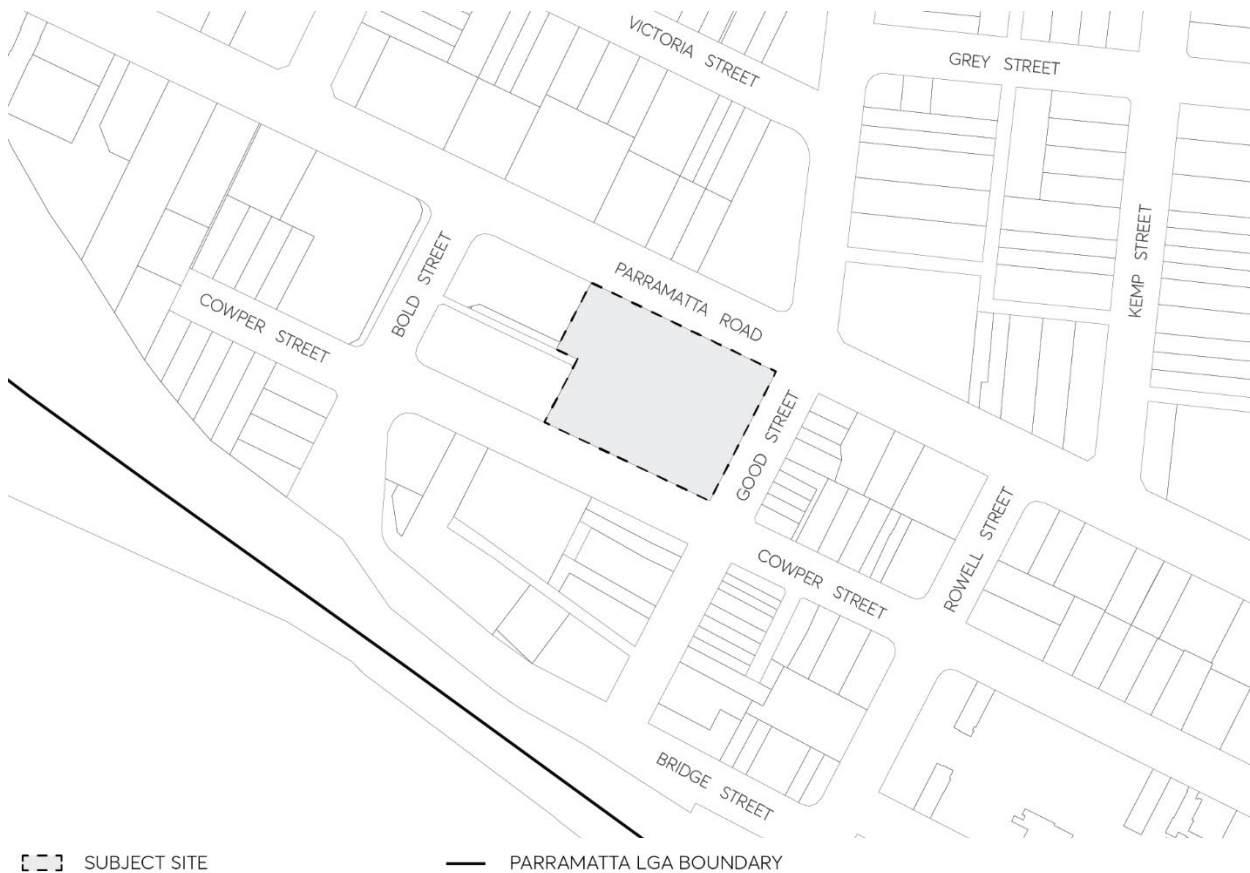 VICTORIA STREET
GREY STREET
KEMP STREET
PARRAMATTA ROAD
BOLD STREET
COWPER STREET
GOOD STREET
ROWELL STREET
COWPER STREET
BRIDGE STREET
SUBJECT SITE
PARRAMATTA LGA BOUNDARY